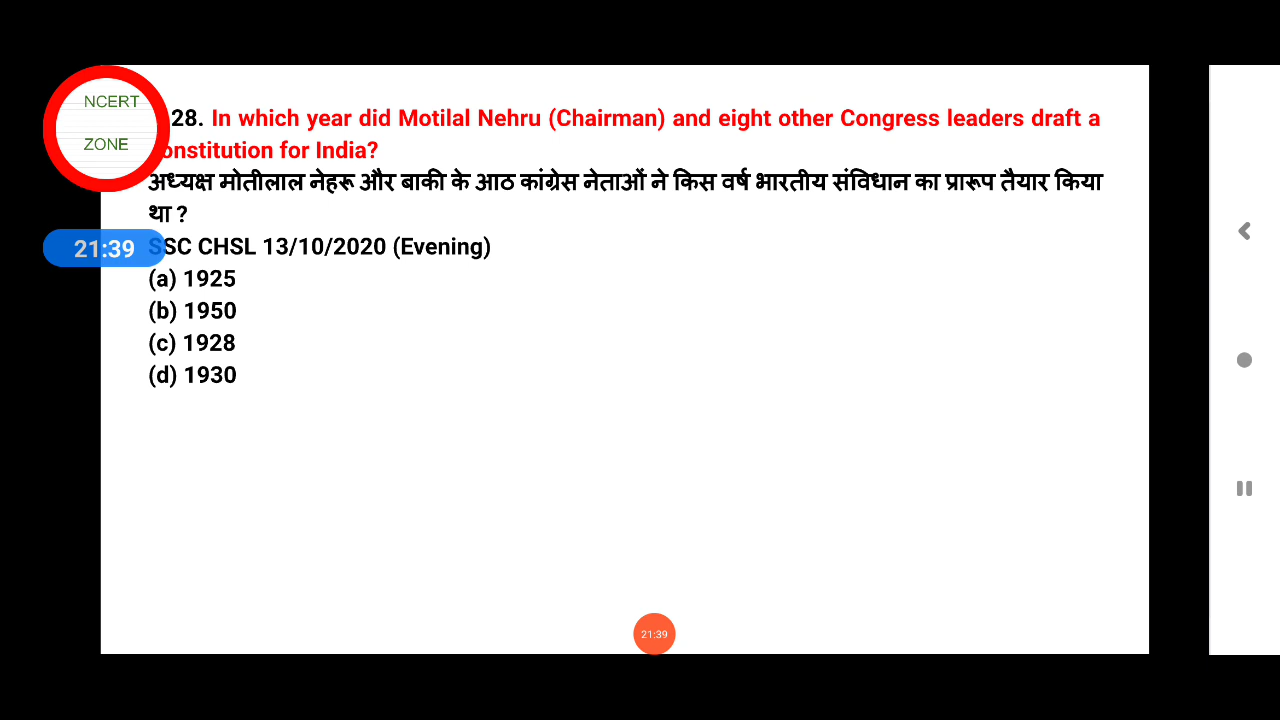 NCERT
ZONE
28. In which year did Motilal Nehru (Chairman) and eight other Congress leaders draft a
onstitution for India?
अध्यक्ष मोतीलाल नेहरू और बाकी के आठ कांग्रेस नेताओं ने किस वर्ष भारतीय संविधान का प्रारूप तैयार किया
था ?
21:39
SSC CHSL 13/10/2020 (Evening)
(a) 1925
(b) 1950
(c) 1928
(d) 1930
21:39